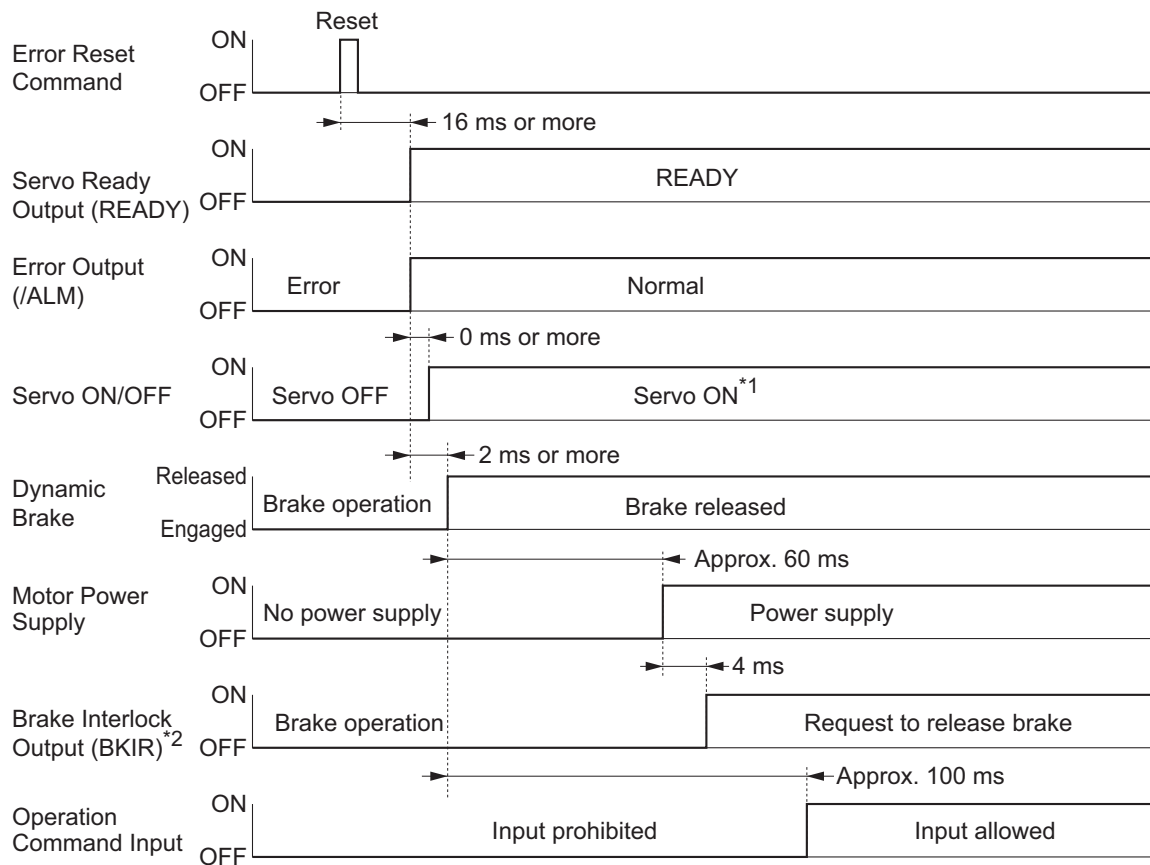 Reset
Error Reset
Command
ON
OFF
16 ms or more
Servo Ready
Output (READY)
ON
OFF
READY
Error Output
(/ALM)
ON
OFF
Error
Normal
0 ms or more
Servo ON/OFF
ON
OFF
Servo OFF
Servo ON*1
2 ms or more
Dynamic
Brake
Released
Engaged
Brake operation
Brake released
Approx. 60 ms
Motor Power
Supply
ON
OFF
No power supply
Power supply
4 ms
Brake Interlock
Output (BKIR)*2
ON
OFF
Brake operation
Request to release brake
Approx. 100 ms
Operation
Command Input
ON
OFF
Input prohibited
Input allowed